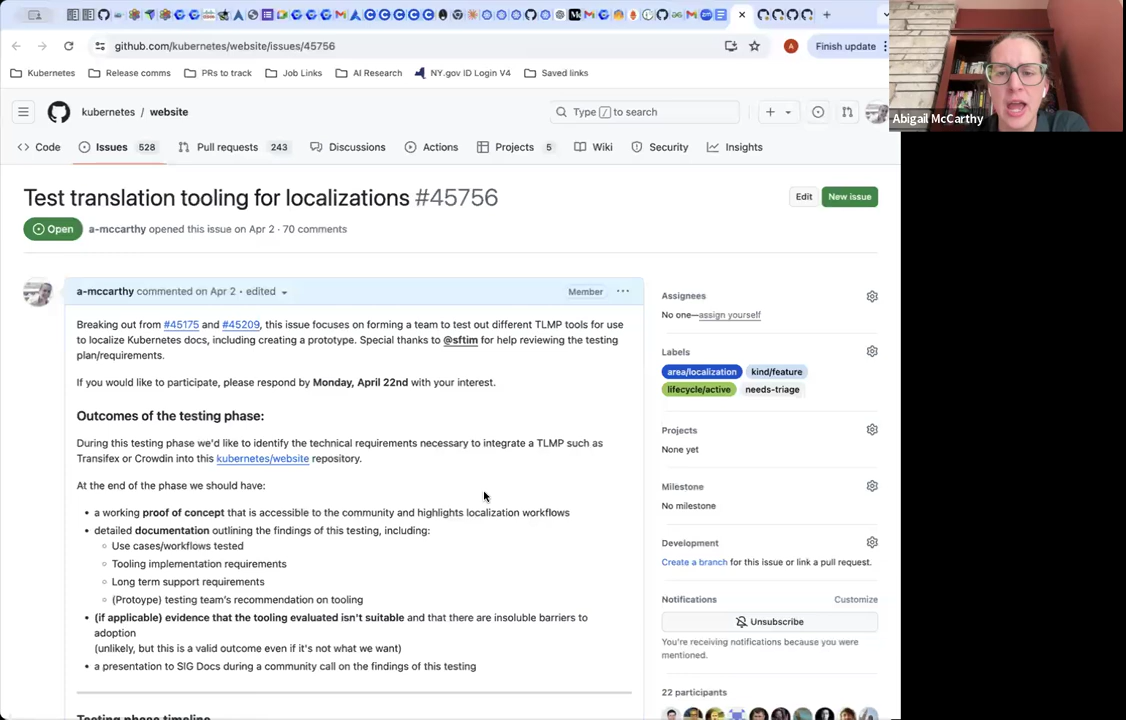 github.com/kubernetes/website/issues/45756
A
Finish update
Kubernetes
Release comms
PRs to track
Job Links
AI Research
NY.gov ID Login V4
Saved links
kubernetes / website
Type / to search
Code
Issues 528
Pull requests 243
Discussions
Actions
Projects 5
Wiki
Security
Insights
Abigail McCarthy
Test translation tooling for localizations #45756
Edit
New issue
Open
a-mccarthy opened this issue on Apr 2 · 70 comments
a-mccarthy commented on Apr 2 • edited
Member
Breaking out from #45175 and #45209, this issue focuses on forming a team to test out different TLMP tools for use
to localize Kubernetes docs, including creating a prototype. Special thanks to @sftim for help reviewing the testing
plan/requirements.
If you would like to participate, please respond by Monday, April 22nd with your interest.
Outcomes of the testing phase:
During this testing phase we'd like to identify the technical requirements necessary to integrate a TLMP such as
Transifex or Crowdin into this kubernetes/website repository.
At the end of the phase we should have:
• a working proof of concept that is accessible to the community and highlights localization workflows
• detailed documentation outlining the findings of this testing, including:
○ Use cases/workflows tested
○ Tooling implementation requirements
○ Long term support requirements
○ (Protoype) testing team's recommendation on tooling
• (if applicable) evidence that the tooling evaluated isn't suitable and that there are insoluble barriers to
adoption
(unlikely, but this is a valid outcome even if it's not what we want)
• a presentation to SIG Docs during a community call on the findings of this testing
Testing phase timeline
Assignees
No one—assign yourself
Labels
area/localization
kind/feature
lifecycle/active
needs-triage
Projects
None yet
Milestone
No milestone
Development
Create a branch for this issue or link a pull request.
Notifications
Customize
Unsubscribe
You're receiving notifications because you were
mentioned.
22 participants